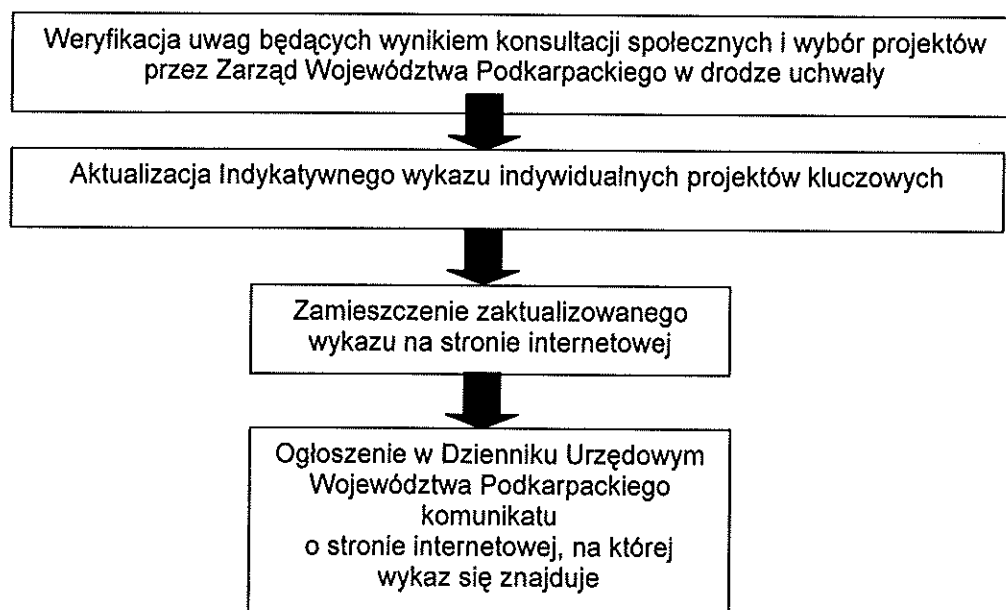 Weryfikacja uwag będących wynikiem konsultacji społecznych i wybór projektów
przez Zarząd Województwa Podkarpackiego w drodze uchwały
Aktualizacja Indykatywnego wykazu indywidualnych projektów kluczowych
Zamieszczenie zaktualizowanego
wykazu na stronie internetowej
Ogłoszenie w Dzienniku Urzędowym
Województwa Podkarpackiego
komunikatu
o stronie internetowej, na której
wykaz się znajduje